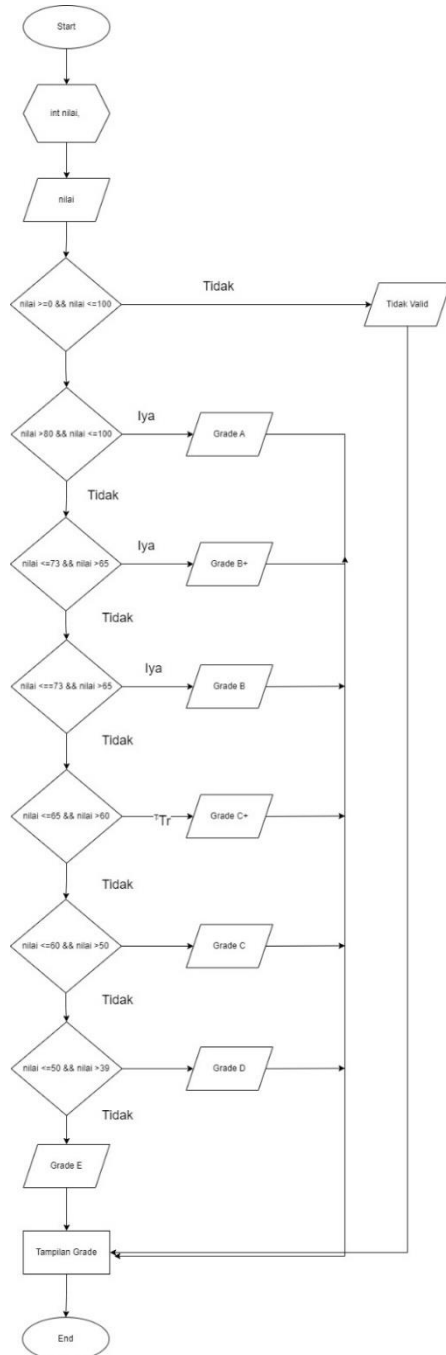 Start
int nilai,
nilai
nilai >=0 && nilai <=100
Tidak
Tidak Valid
nilai >80 && nilai <=100
Iya
Grade A
Tidak
nilai <=73 && nilai >65
Iya
Grade B+
Tidak
nilai <==73 && nilai >65
Iya
Grade B
Tidak
nilai <=65 && nilai >60
Tr
Grade C+
Tidak
nilai <=60 && nilai >50
Grade C
Tidak
nilai <=50 && nilai >39
Grade D
Tidak
Grade E
Tampilan Grade
End